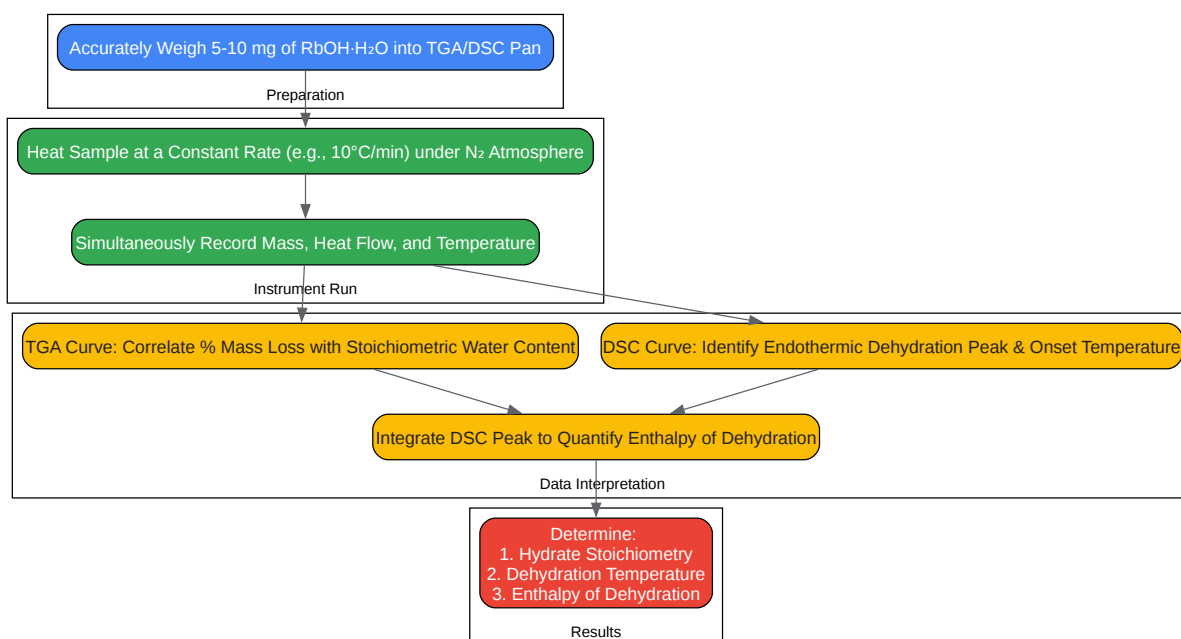 Accurately Weigh 5-10 mg of RbOH·H₂O into TGA/DSC Pan
Preparation
Heat Sample at a Constant Rate (e.g., 10°C/min) under N₂ Atmosphere
Simultaneously Record Mass, Heat Flow, and Temperature
Instrument Run
TGA Curve: Correlate % Mass Loss with Stoichiometric Water Content
DSC Curve: Identify Endothermic Dehydration Peak & Onset Temperature
Integrate DSC Peak to Quantify Enthalpy of Dehydration
Data Interpretation
Determine:
1. Hydrate Stoichiometry
2. Dehydration Temperature
3. Enthalpy of Dehydration
Results